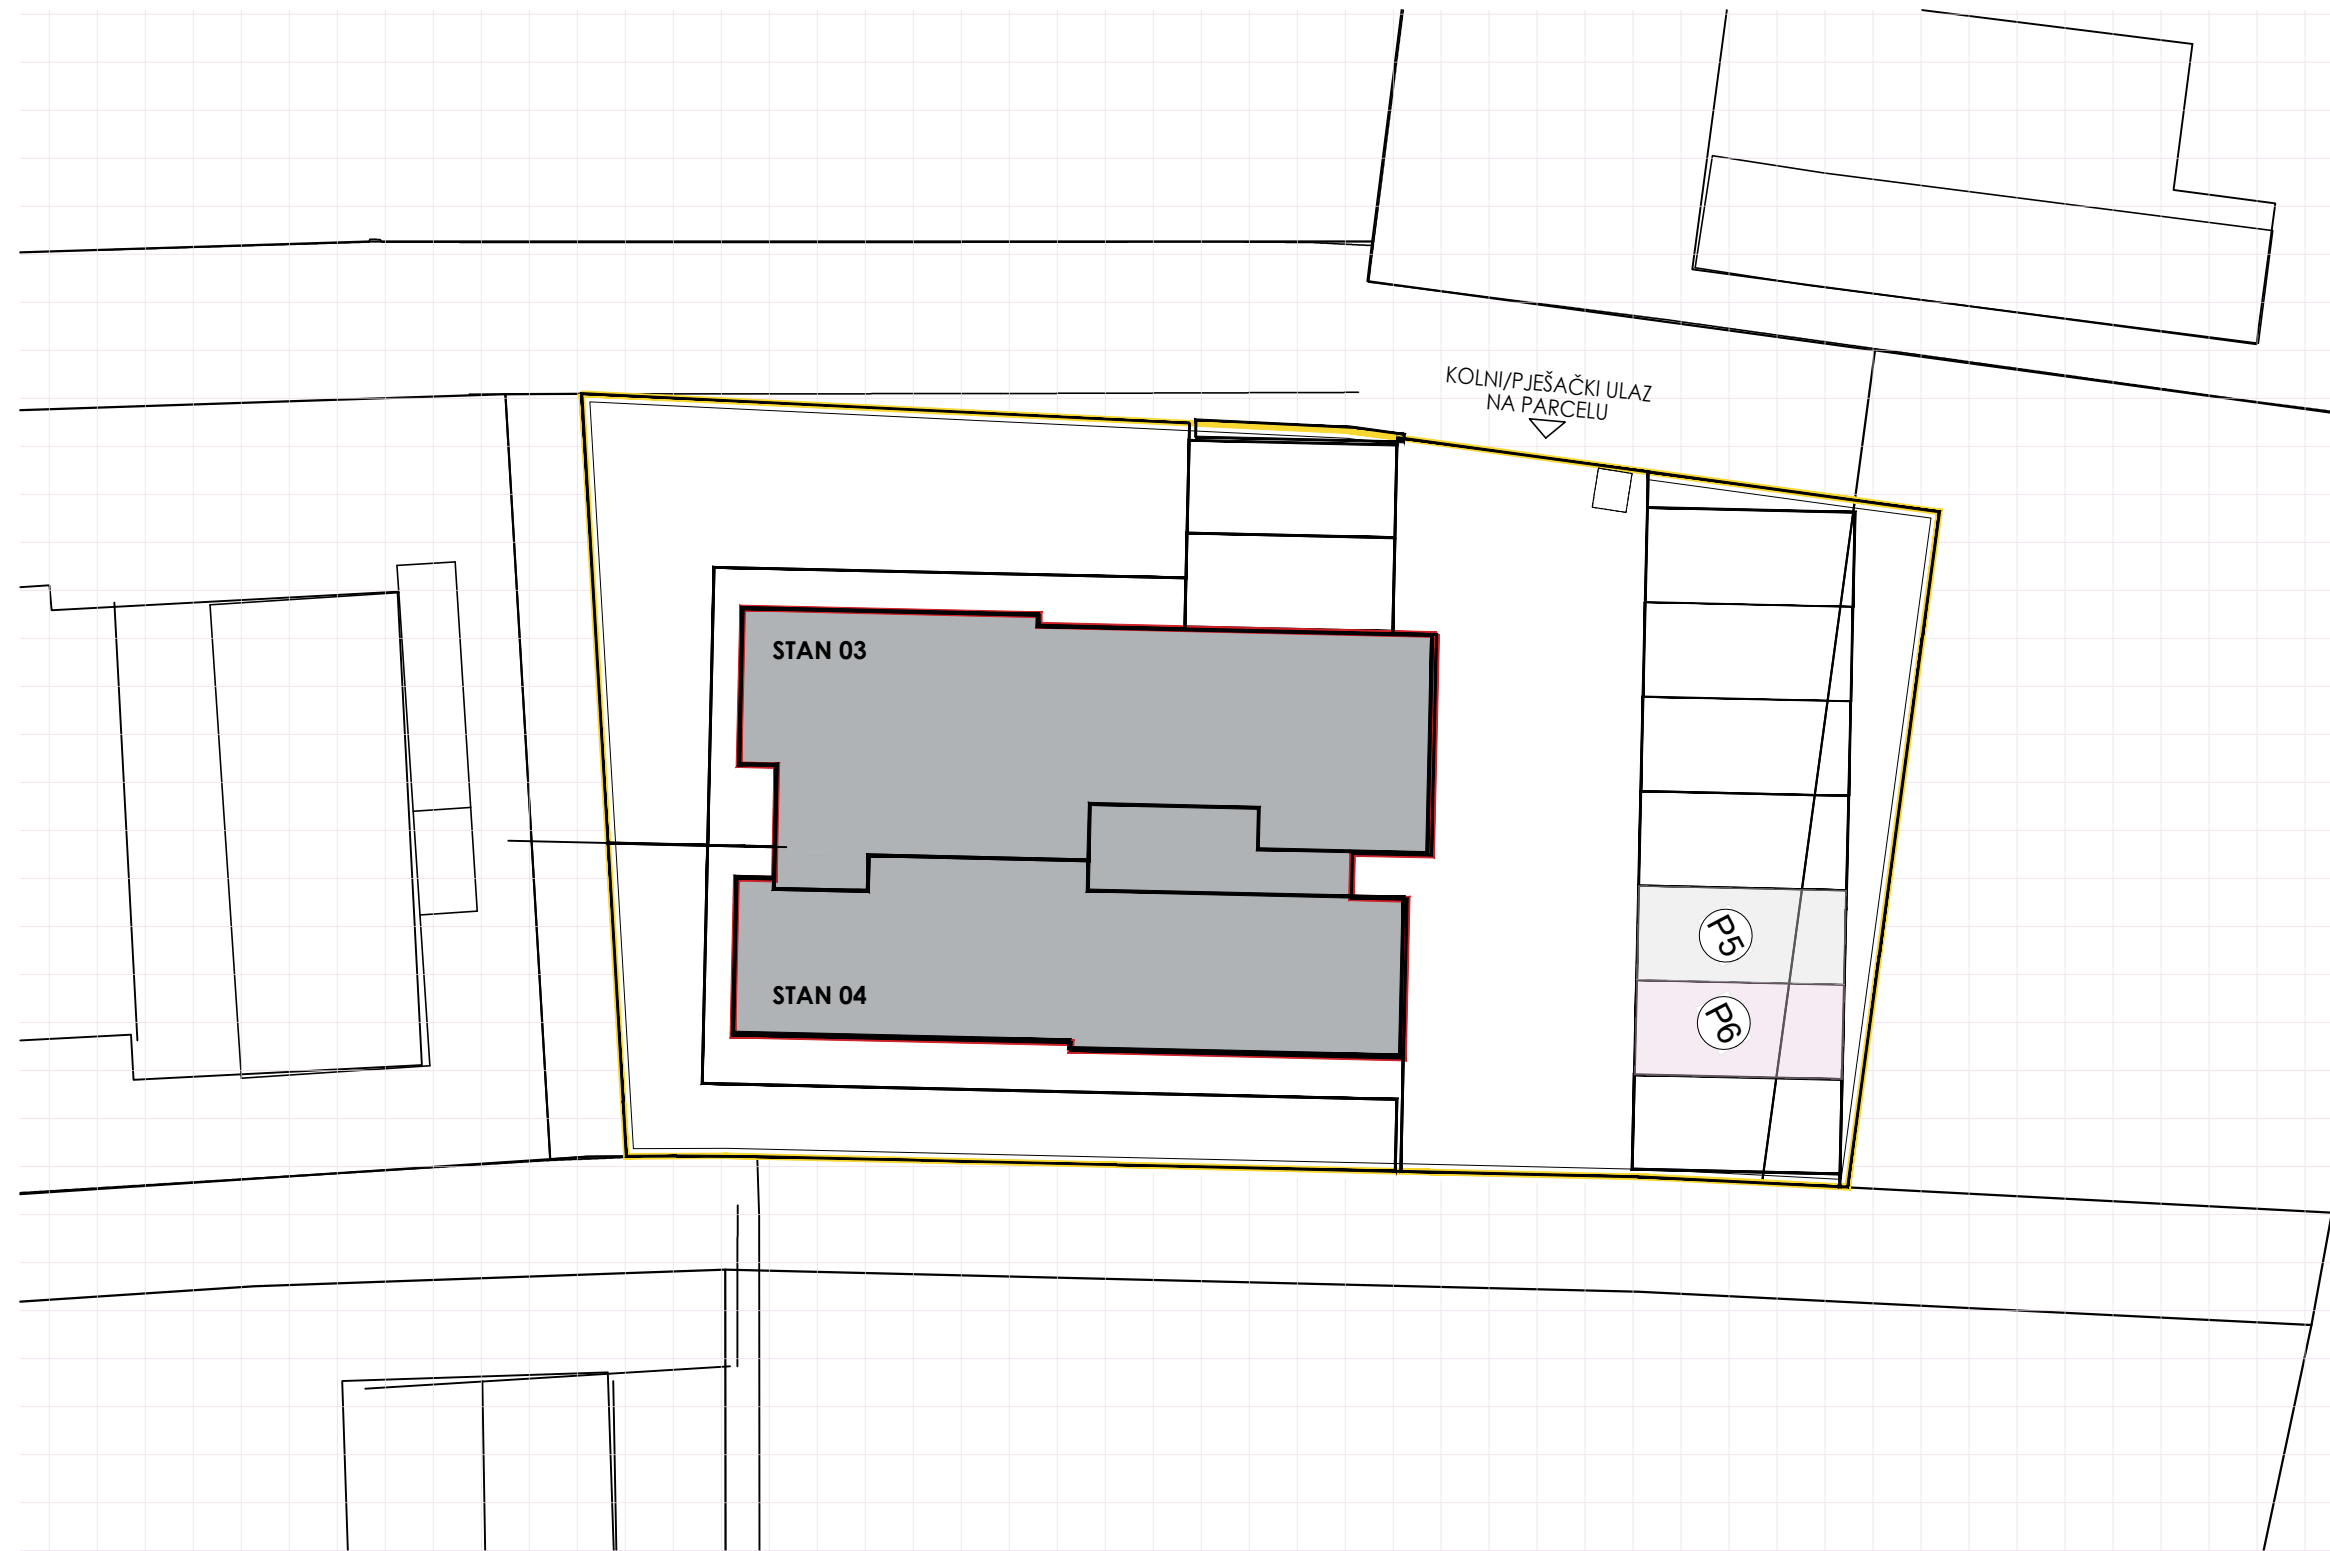 KOLNI/PJEŠAČKI ULAZ
NA PARCELU
STAN 03
P5
STAN 04
P6